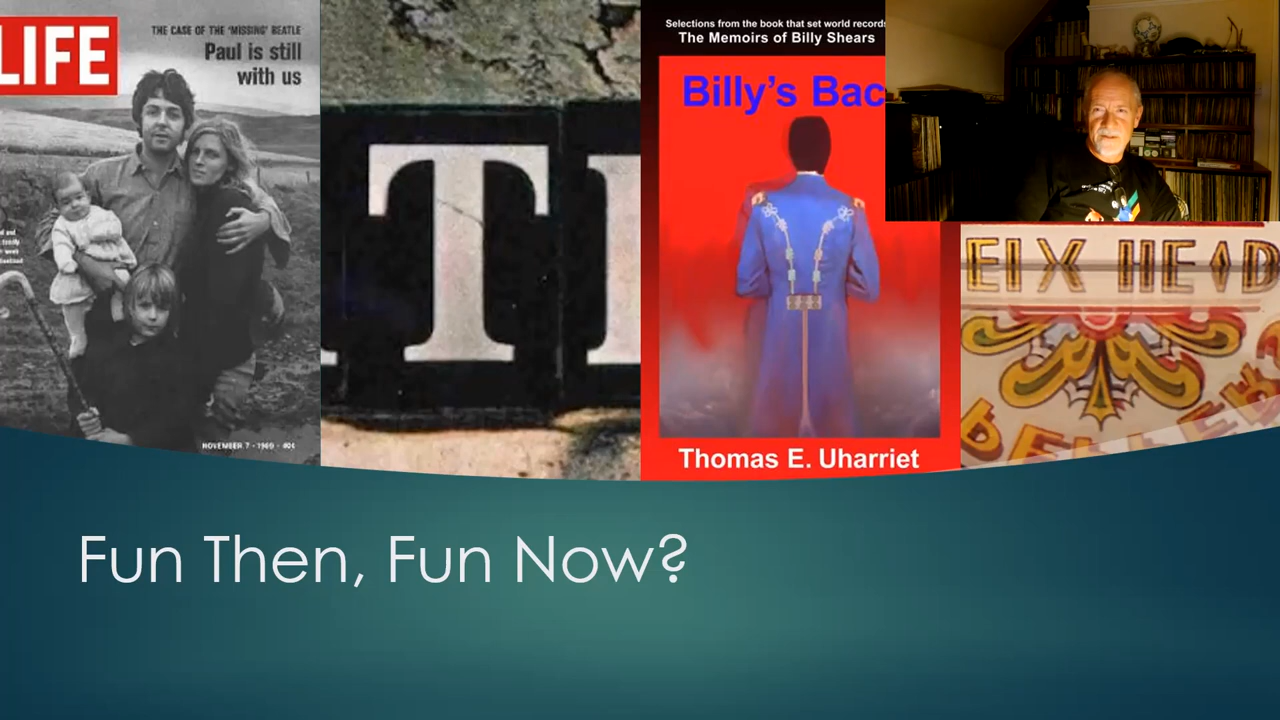 LIFE
THE CASE OF THE 'MISSING' BEATLE
Paul is still
with us
NOVEMBER 7 · 1969 · 40¢
T
Selections from the book that set world records
The Memoirs of Billy Shears
Billy's Bac
Thomas E. Uharriet
HEAD
Fun Then, Fun Now?